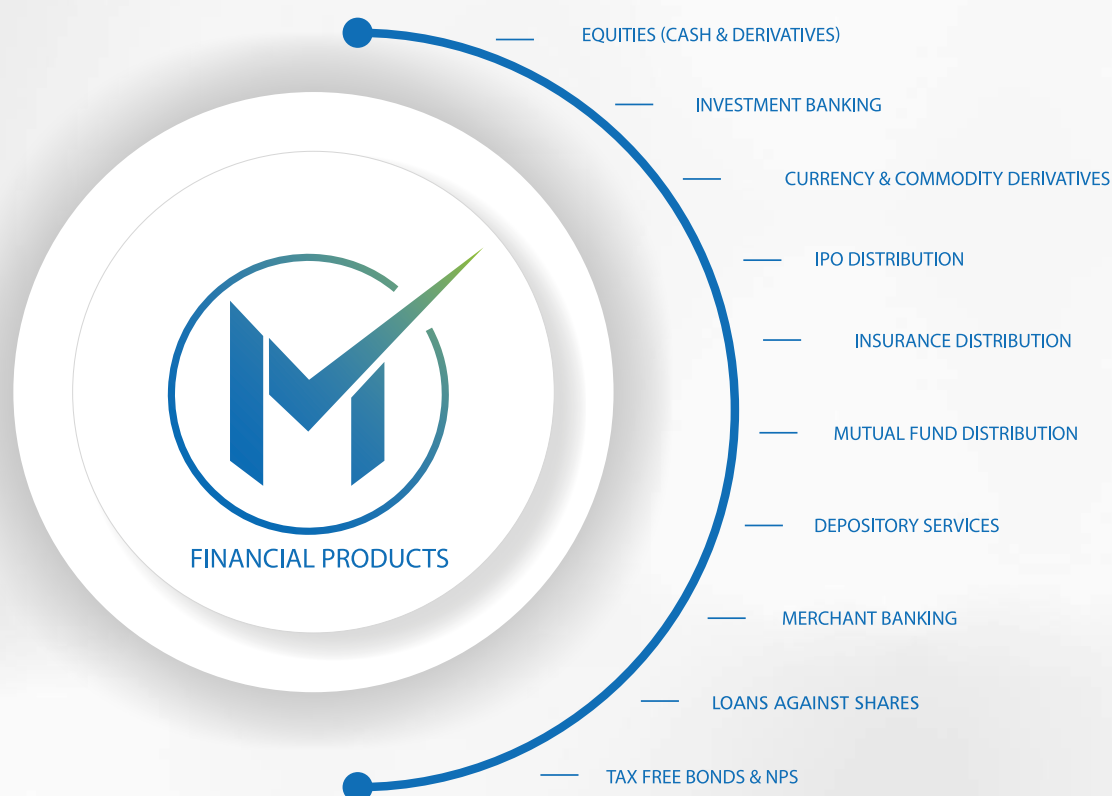 EQUITIES (CASH & DERIVATIVES)
INVESTMENT BANKING
CURRENCY & COMMODITY DERIVATIVES
IPO DISTRIBUTION
INSURANCE DISTRIBUTION
MUTUAL FUND DISTRIBUTION
DEPOSITORY SERVICES
MERCHANT BANKING
LOANS AGAINST SHARES
TAX FREE BONDS & NPS
FINANCIAL PRODUCTS